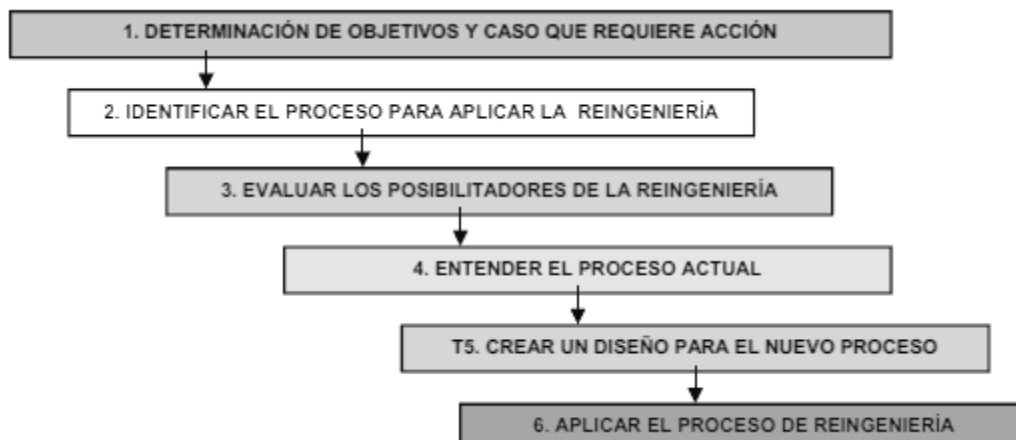 1. DETERMINACIÓN DE OBJETIVOS Y CASO QUE REQUIERE ACCIÓN
2. IDENTIFICAR EL PROCESO PARA APLICAR LA REINGENIERÍA
3. EVALUAR LOS POSIBILITADORES DE LA REINGENIERÍA
4. ENTENDER EL PROCESO ACTUAL
T5. CREAR UN DISEÑO PARA EL NUEVO PROCESO
6. APLICAR EL PROCESO DE REINGENIERÍA